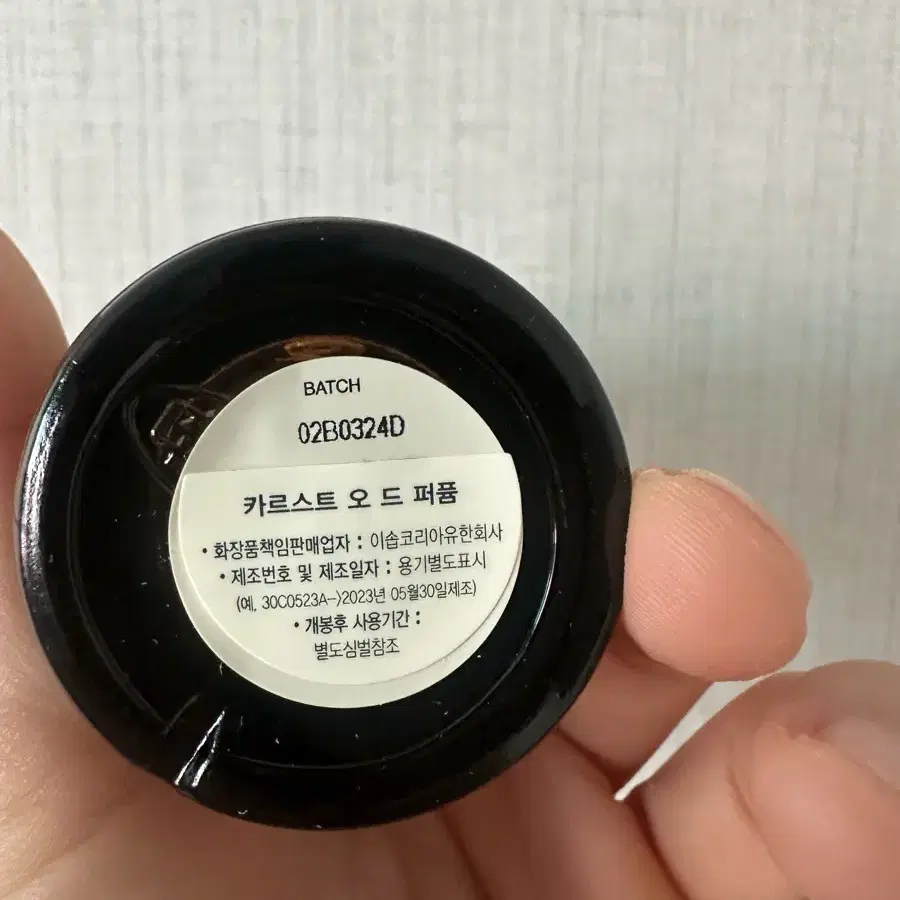 BATCH
02B0324D
카르스트 오 드 퍼퓸
• 화장품책임판매업자 : 이솝코리아유한회사
• 제조번호 및 제조일자 : 용기별도표시
(예, 30C0523A->2023년 05월30일제조)
• 개봉후 사용기간 :
별도심벌참조